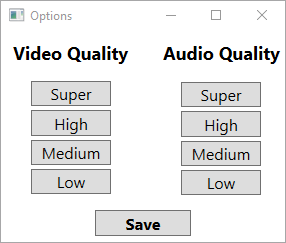 Options
Video Quality
Super
High
Medium
Low
Audio Quality
Super
High
Medium
Low
Save